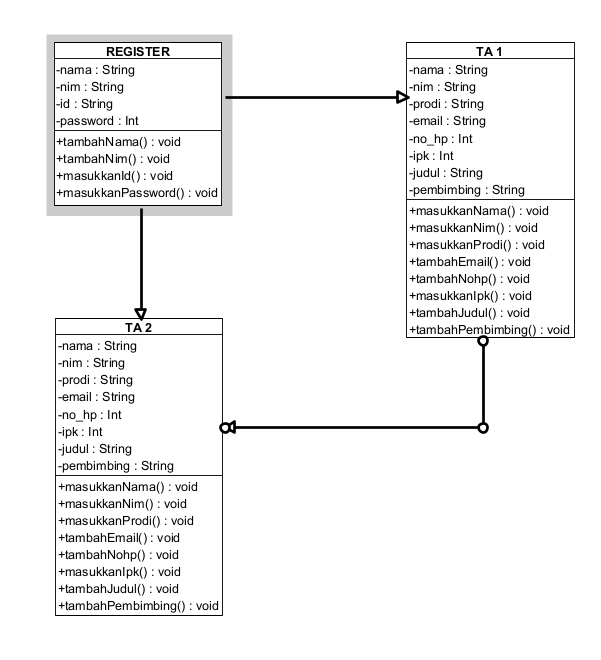 REGISTER
-nama : String
-nim : String
-id : String
-password : Int
+tambahNama() : void
+tambahNim() : void
+masukkanId() : void
+masukkanPassword() : void
TA 1
-nama : String
-nim : String
-prodi : String
-email : String
-no_hp : Int
-ipk : Int
-judul : String
-pembimbing : String
+masukkanNama() : void
+masukkanNim() : void
+masukkanProdi() : void
+tambahEmail() : void
+tambahNohp() : void
+masukkanIpk() : void
+tambahJudul() : void
+tambahPembimbing() : void
TA 2
-nama : String
-nim : String
-prodi : String
-email : String
-no_hp : Int
-ipk : Int
-judul : String
-pembimbing : String
+masukkanNama() : void
+masukkanNim() : void
+masukkanProdi() : void
+tambahEmail() : void
+tambahNohp() : void
+masukkanIpk() : void
+tambahJudul() : void
+tambahPembimbing() : void